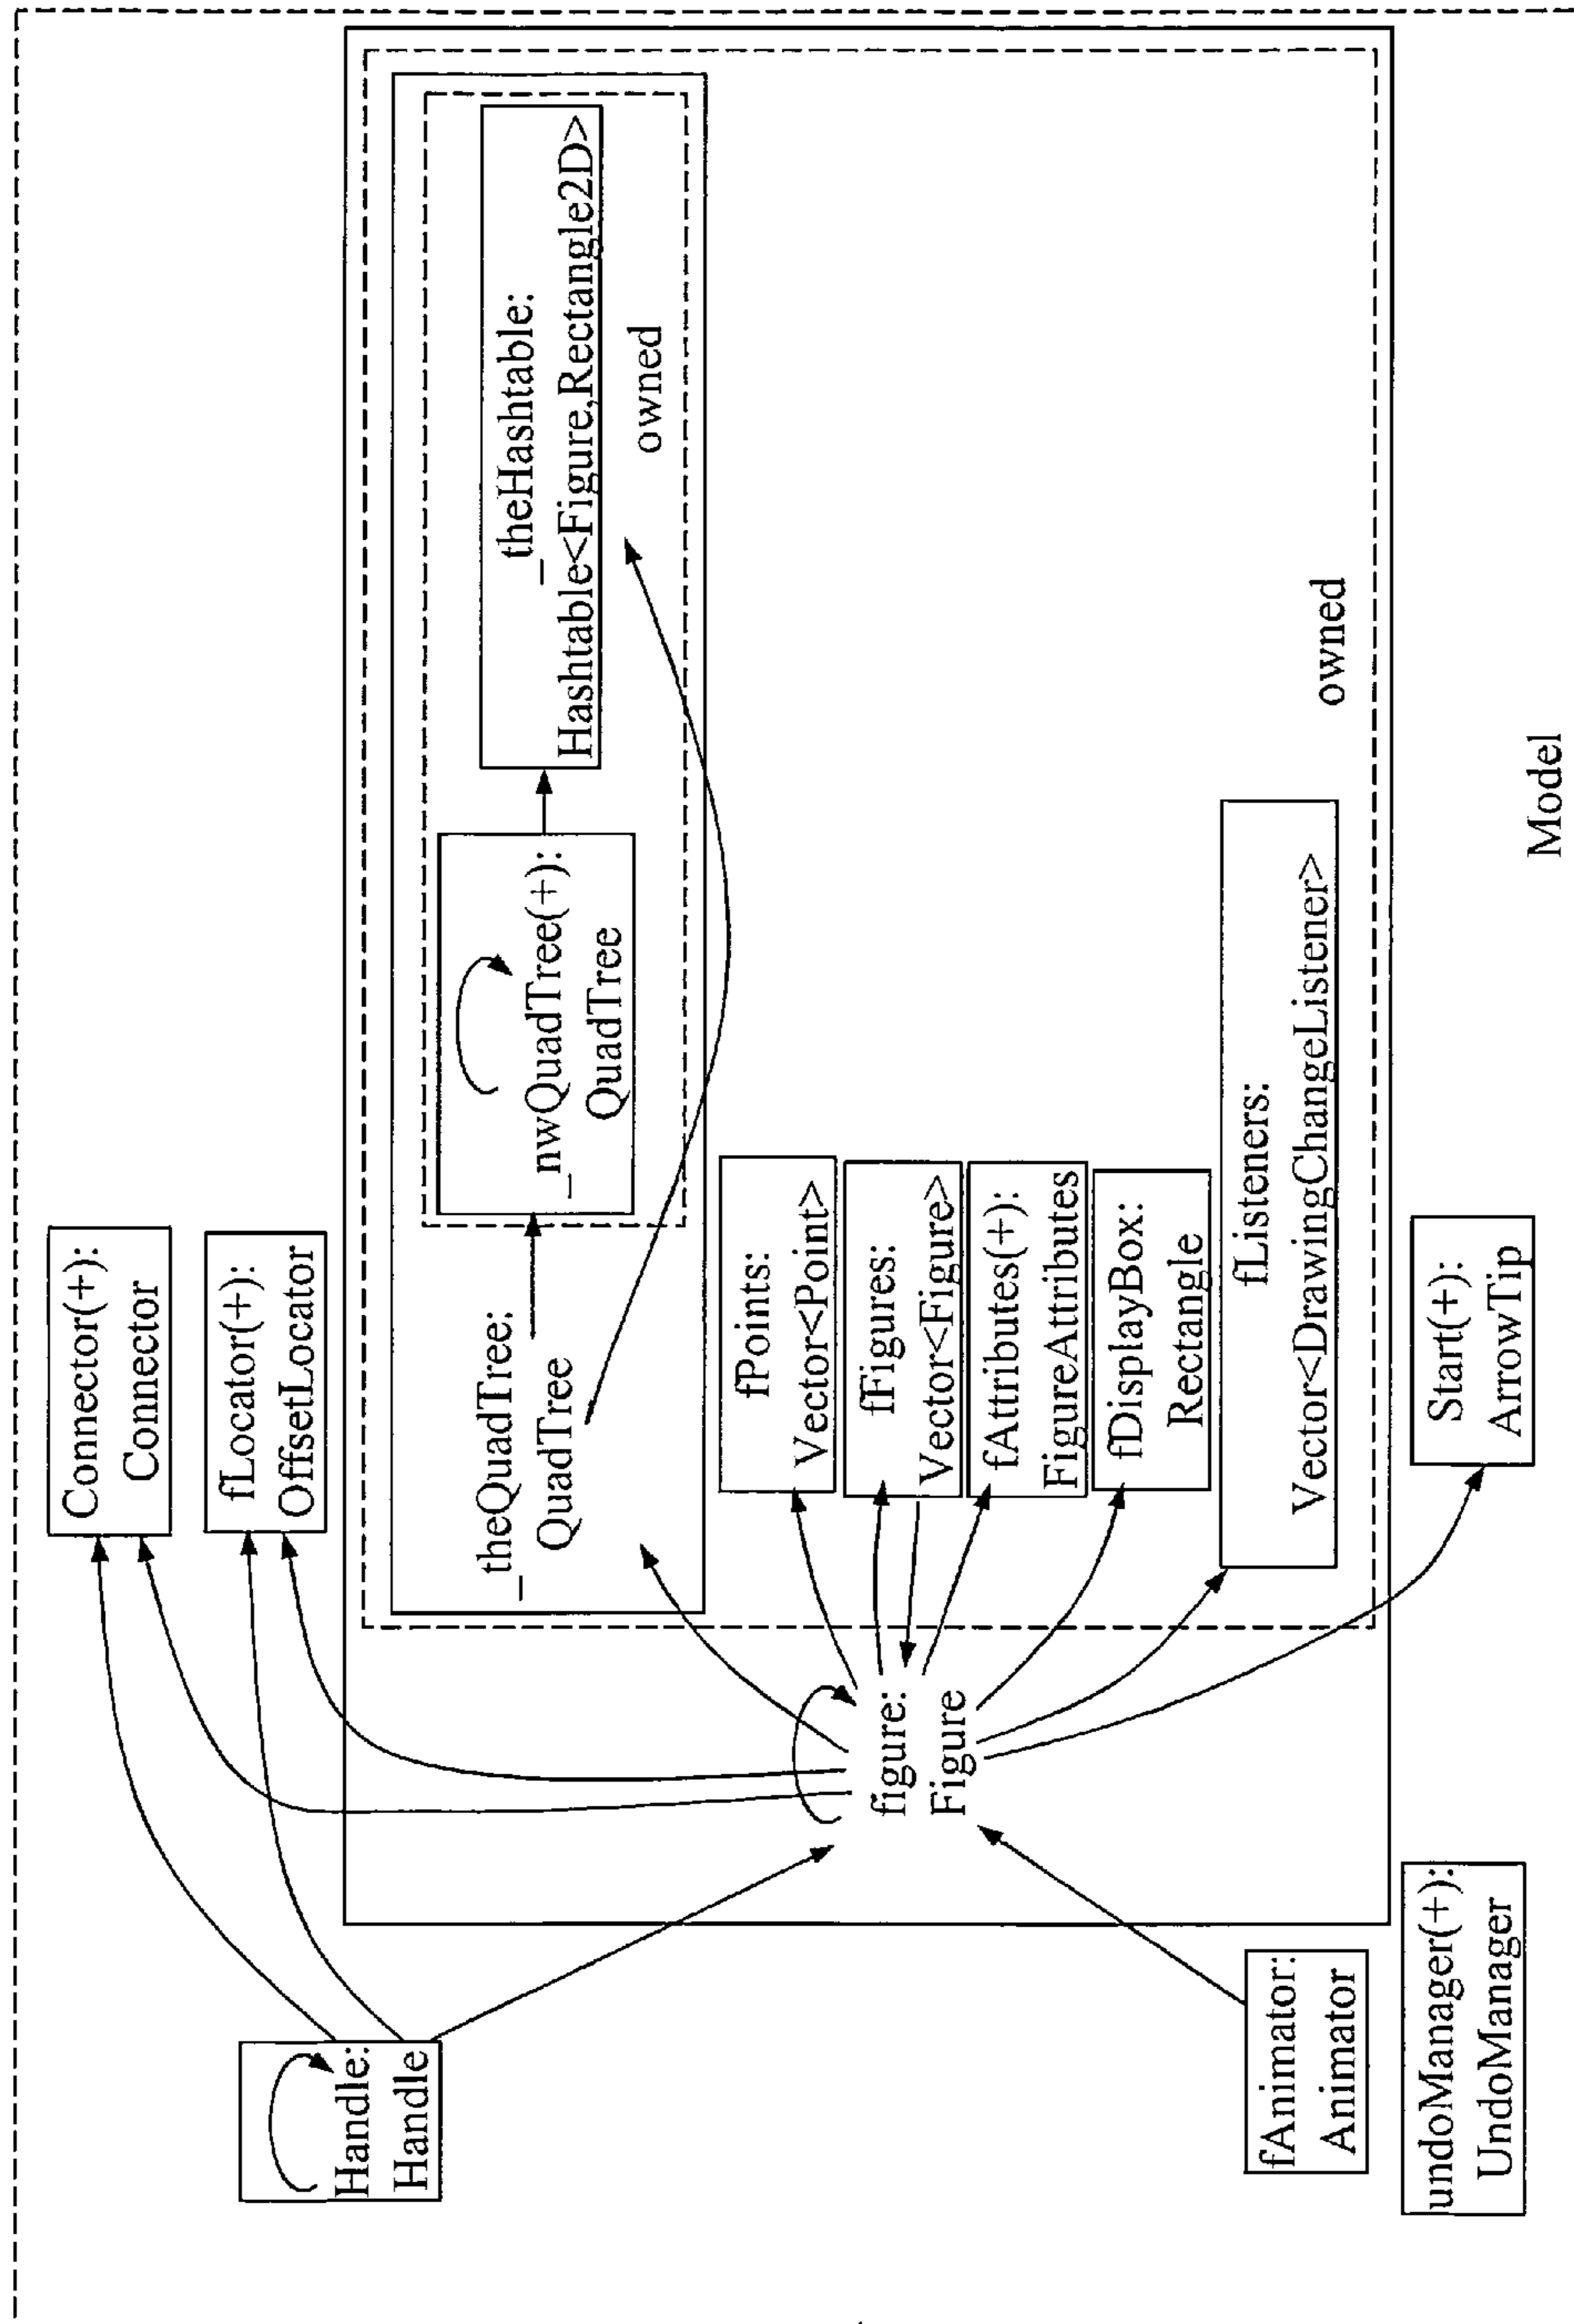 Connector(+):
Connector
fLocator(+):
OffsetLocator
Handle:
Handle
_theQuadTree:
QuadTree
_nwQuadTree(+):
QuadTree
_theHashtable:
Hashtable<Figure,Rectangle2D>
owned
fPoints:
Vector<Point>
figure:
Figure
fFigures:
Vector<Figure>
fAttributes(+):
FigureAttributes
fDisplayBox:
Rectangle
fListeners:
Vector<DrawingChangeListener>
owned
fAnimator:
Animator
Start(+):
ArrowTip
undoManager(+):
UndoManager
Model